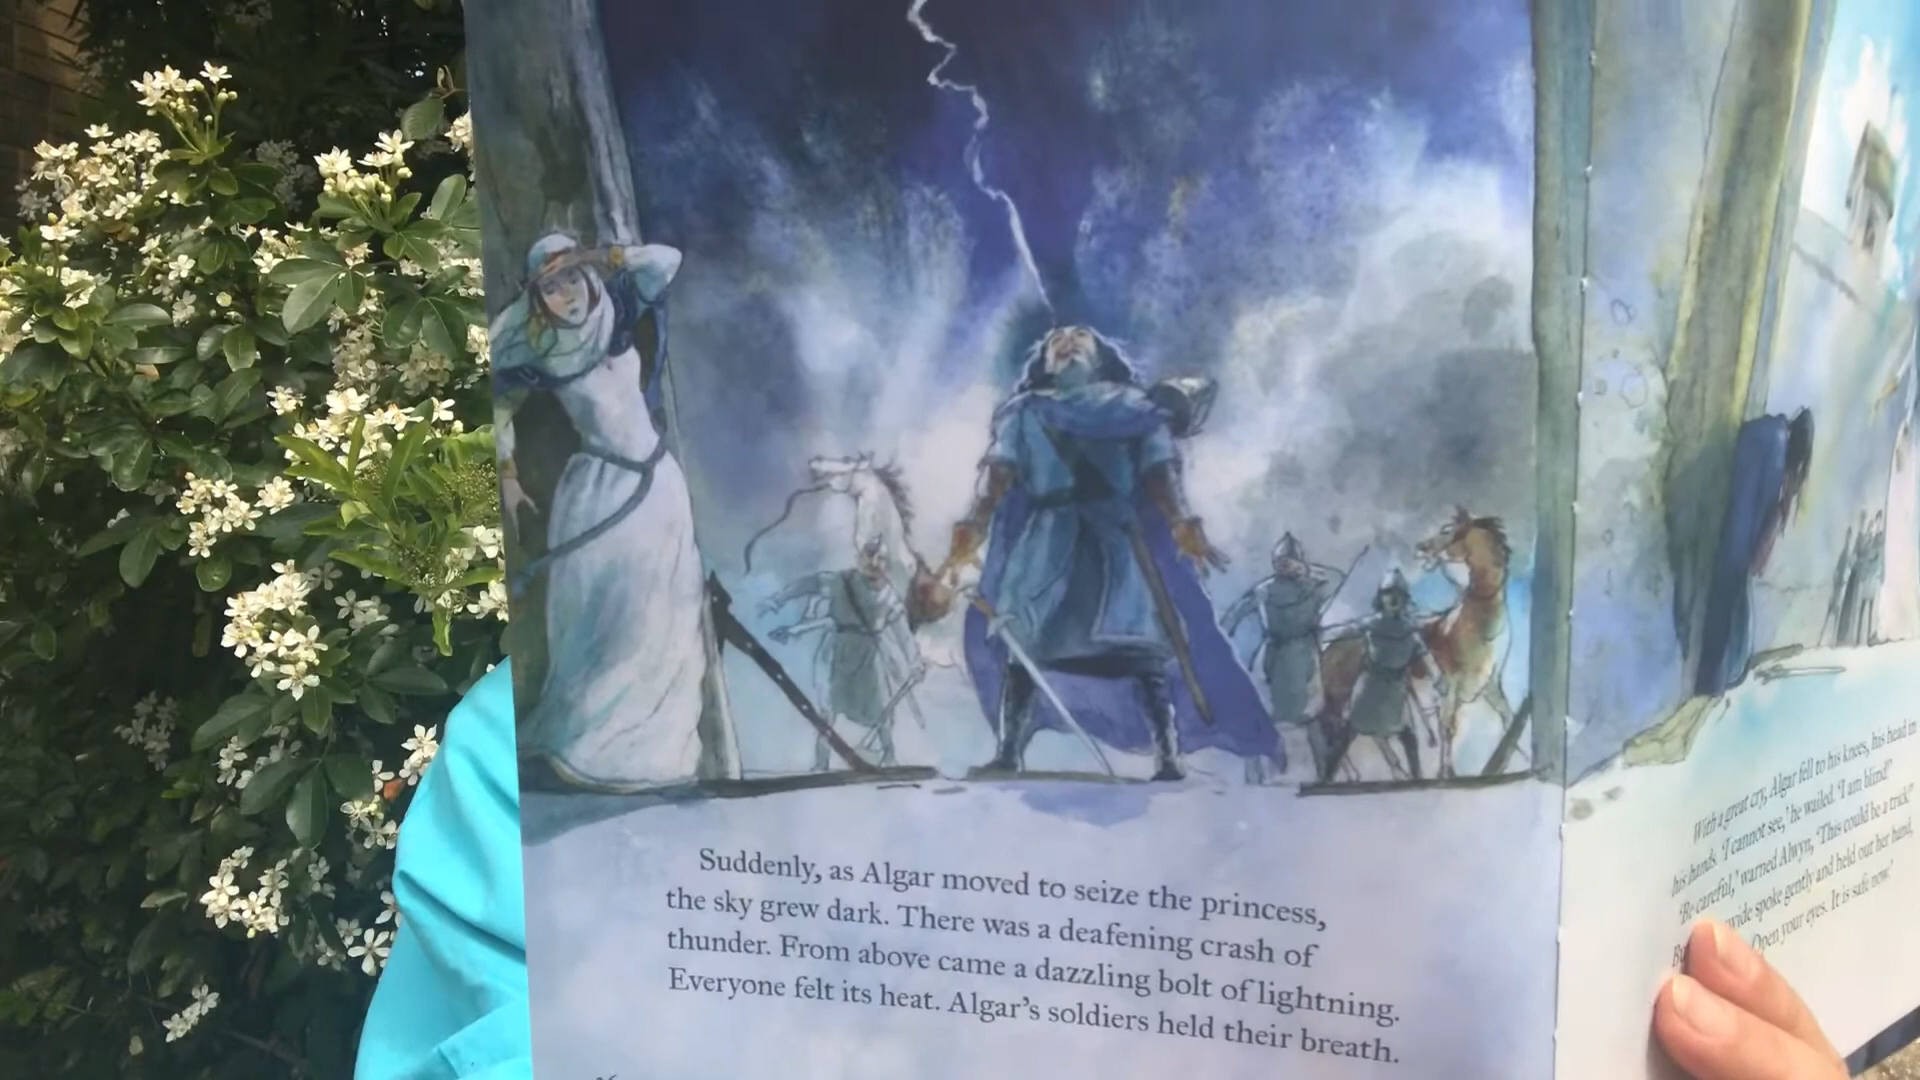 Suddenly, as Algar moved to seize the princess,
the sky grew dark. There was a deafening crash of
thunder. From above came a dazzling bolt of lightning.
Everyone felt its heat. Algar's soldiers held their breath.
With a great cry, Algar fell to his knees, his head in
his hands. 'I cannot see,' he wailed. 'I am blind!'
'Be careful,' warned Alwyn, 'This could be a trick!'
spoke gently and held out her hand,
Open your eyes. It is safe now.'